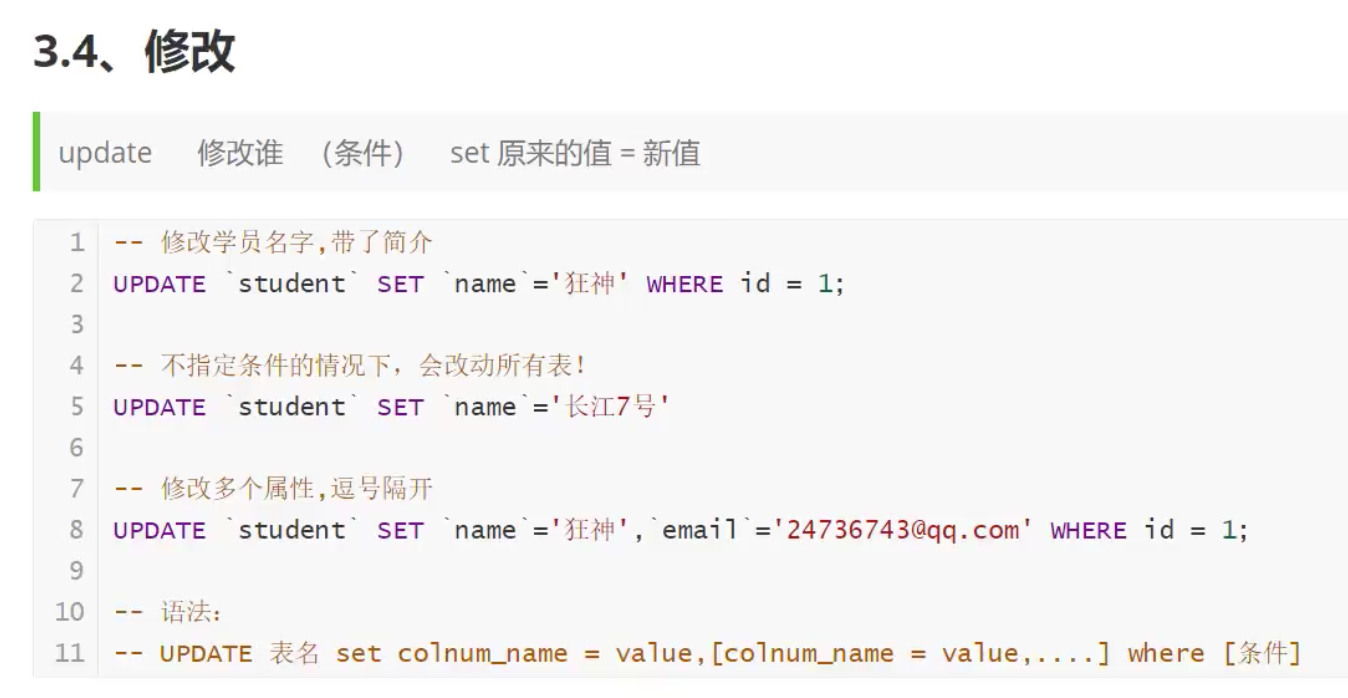 3.4、修改
update 修改谁 （条件） set 原来的值 = 新值
1 -- 修改学员名字,带了简介
2 UPDATE `student` SET `name`='狂神' WHERE id = 1;
3
4 -- 不指定条件的情况下，会改动所有表！
5 UPDATE `student` SET `name`='长江7号'
6
7 -- 修改多个属性,逗号隔开
8 UPDATE `student` SET `name`='狂神',`email`='24736743@qq.com' WHERE id = 1;
9
10 -- 语法：
11 -- UPDATE 表名 set colnum_name = value,[colnum_name = value,....] where [条件]